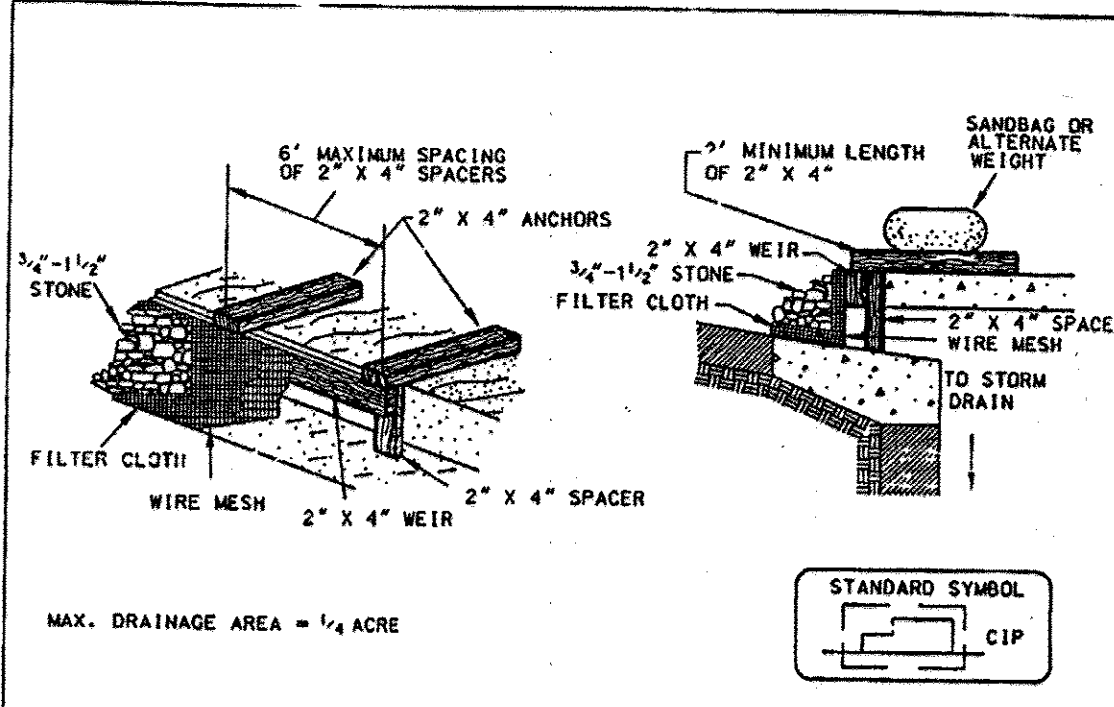 6' MAXIMUM SPACING
OF 2" X 4" SPACERS
2" X 4" ANCHORS
3/4"-1 1/2"
STONE
FILTER CLOTH
WIRE MESH
2" X 4" WEIR
2" X 4" SPACER
MAX. DRAINAGE AREA = 1/4 ACRE
SANDBAG OR
ALTERNATE
WEIGHT
MINIMUM LENGTH
OF 2" X 4"
2" X 4" WEIR
3/4"-1 1/2" STONE
FILTER CLOTH
2" X 4" SPACE
WIRE MESH
TO STORM
DRAIN
STANDARD SYMBOL
CIP